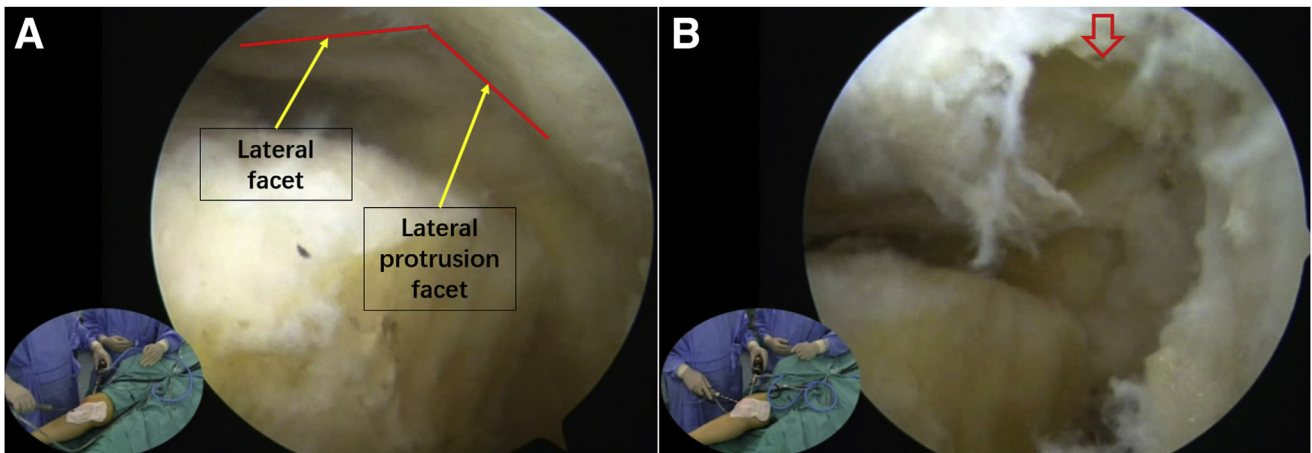 A
B
Lateral
facet
Lateral
protrusion
facet